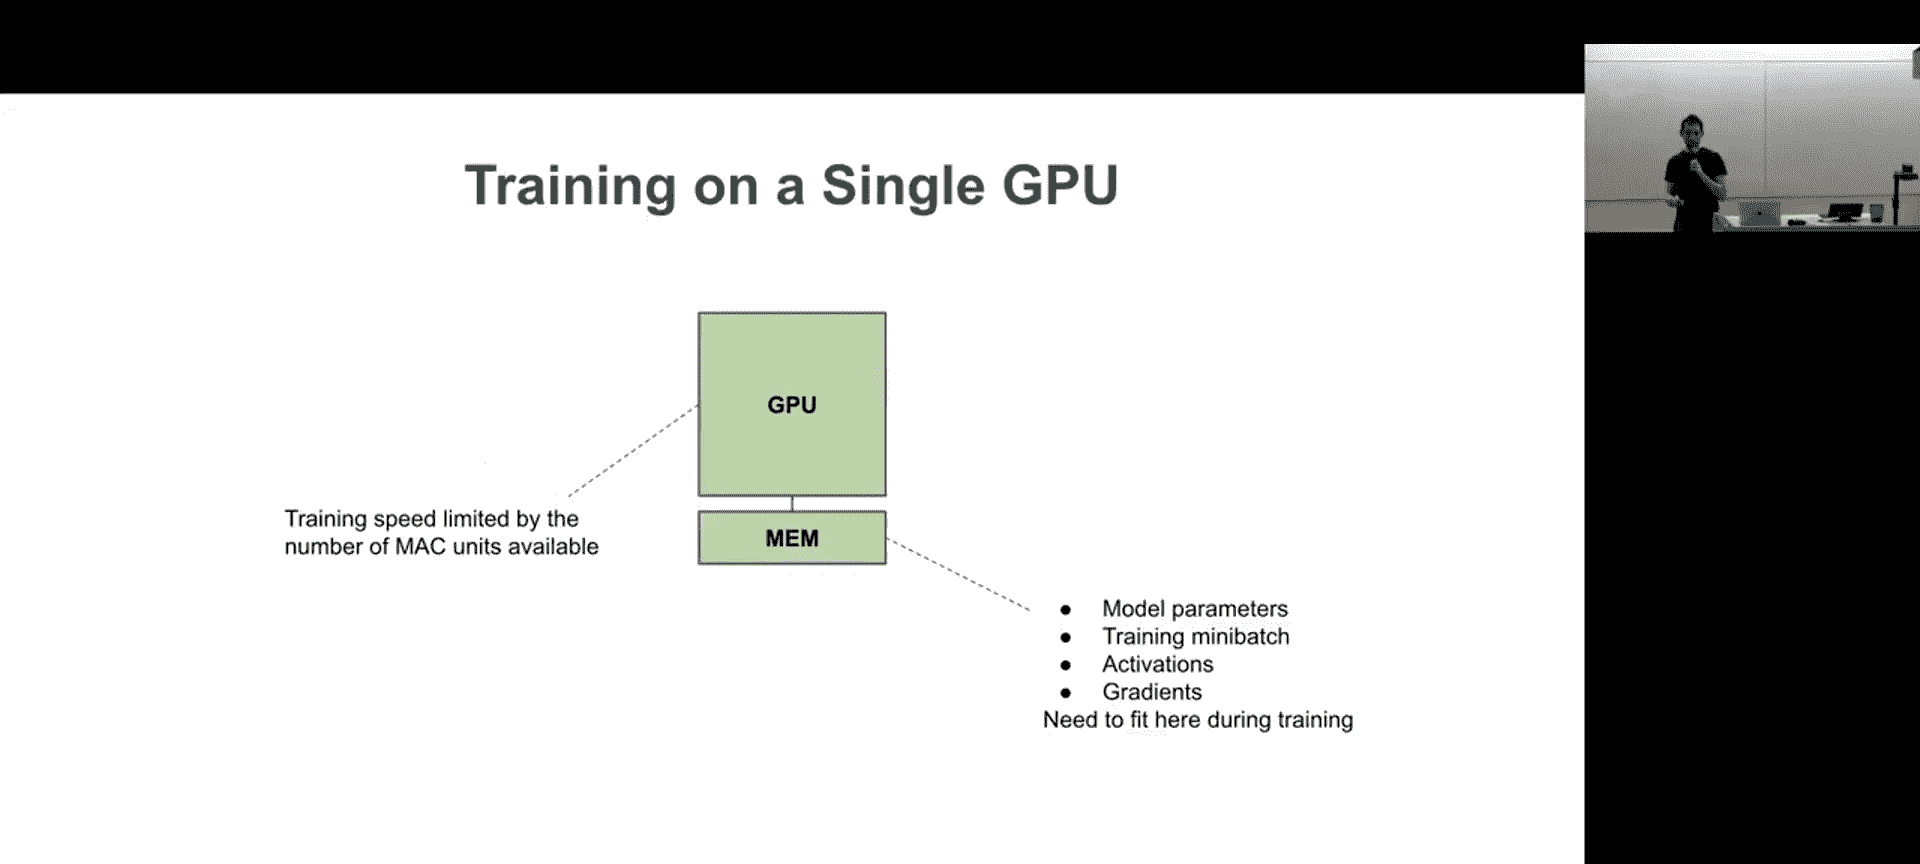 Training on a Single GPU
GPU
Training speed limited by the
number of MAC units available
MEM
● Model parameters
● Training minibatch
● Activations
● Gradients
Need to fit here during training